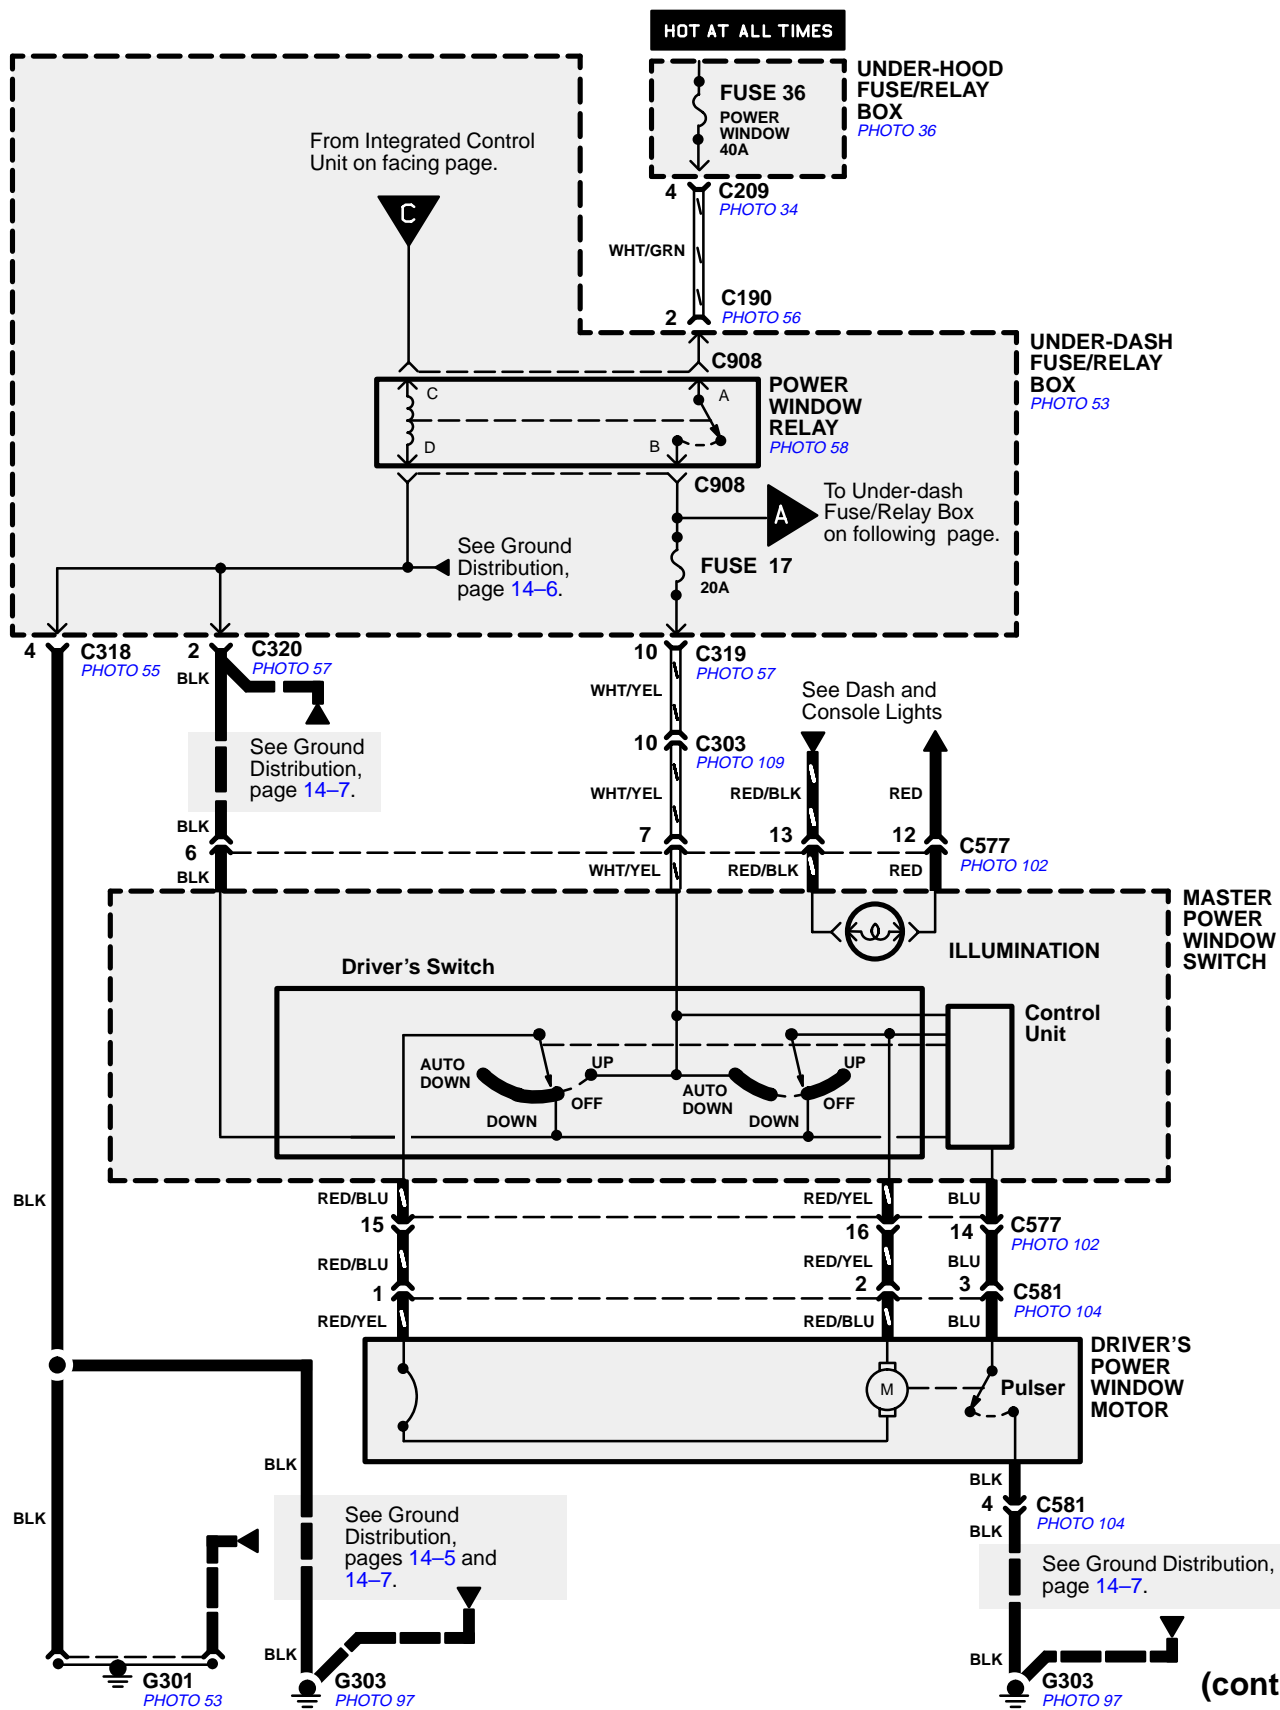 HOT AT ALL TIMES
UNDER-HOOD
FUSE/RELAY
BOX
PHOTO 36
FUSE 36
POWER
WINDOW
40A
From Integrated Control
Unit on facing page.
C
4
C209
PHOTO 34
WHT/GRN
C190
2
PHOTO 56
UNDER-DASH
FUSE/RELAY
BOX
PHOTO 53
C908
C
A
POWER
WINDOW
RELAY
PHOTO 58
D
B
C908
A
To Under-dash
Fuse/Relay Box
on following page.
See Ground
Distribution,
page 14–6.
FUSE 17
20A
4
C318
PHOTO 55
2
C320
PHOTO 57
BLK
10
C319
PHOTO 57
WHT/YEL
See Dash and
Console Lights
See Ground
Distribution,
page 14–7.
10
C303
PHOTO 109
WHT/YEL
RED/BLK
RED
BLK
6
7
13
12
C577
PHOTO 102
BLK
WHT/YEL
RED/BLK
RED
MASTER
POWER
WINDOW
SWITCH
ILLUMINATION
Driver's Switch
Control
Unit
AUTO
DOWN
UP
OFF
DOWN
AUTO
DOWN
UP
OFF
DOWN
BLK
RED/BLU
RED/YEL
BLU
15
16
14
C577
PHOTO 102
RED/BLU
RED/YEL
BLU
1
2
3
C581
PHOTO 104
RED/YEL
RED/BLU
BLU
DRIVER'S
POWER
WINDOW
MOTOR
M
Pulser
BLK
BLK
4
C581
PHOTO 104
BLK
BLK
See Ground
Distribution,
pages 14–5 and
14–7.
See Ground Distribution,
page 14–7.
BLK
BLK
G301
PHOTO 53
G303
PHOTO 97
G303
PHOTO 97
(cont